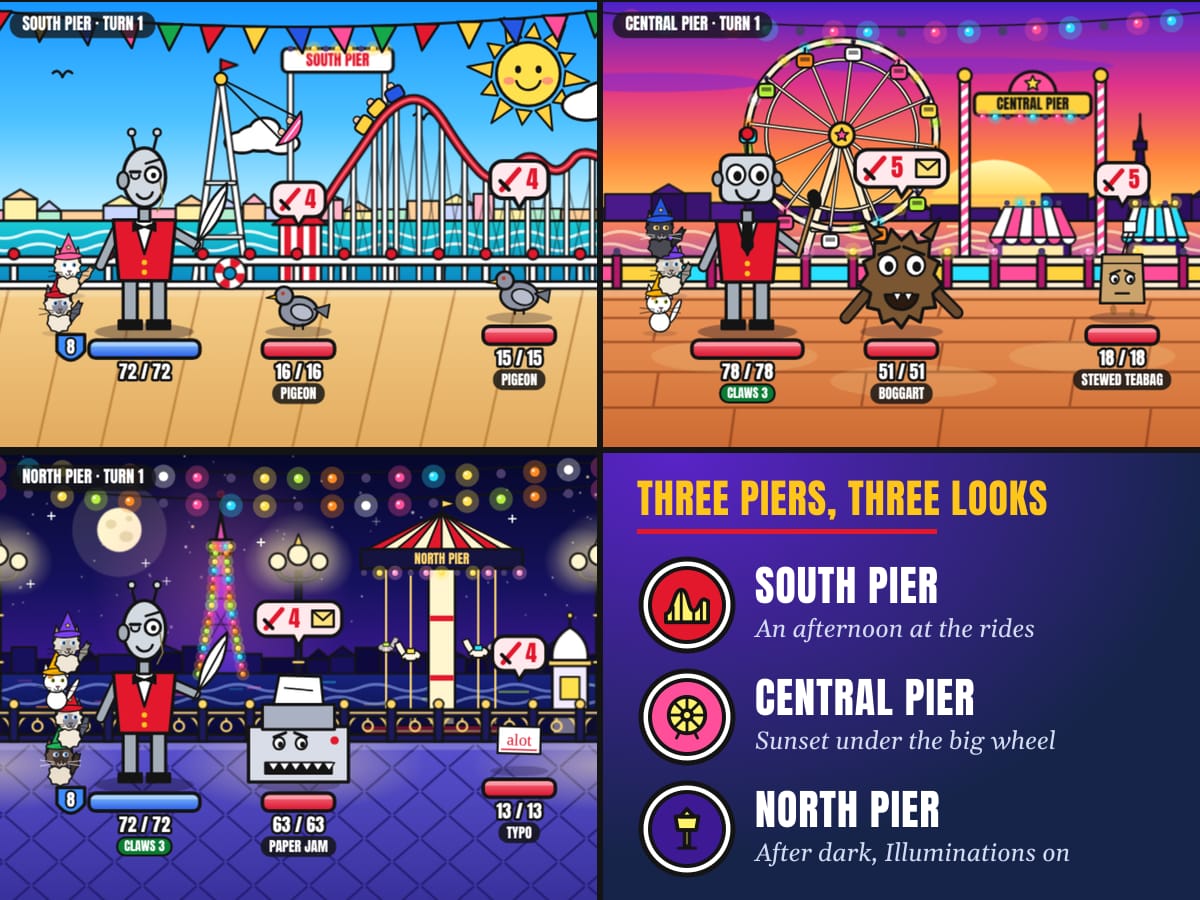 SOUTH PIER · TURN 1
SOUTH PIER
4
4
8
72 / 72
16 / 16
PIGEON
15 / 15
PIGEON
CENTRAL PIER · TURN 1
CENTRAL PIER
5
5
78 / 78
CLAWS 3
51 / 51
BOGGART
18 / 18
STEWED TEABAG
NORTH PIER · TURN 1
NORTH PIER
4
4
alot
8
72 / 72
CLAWS 3
63 / 63
PAPER JAM
13 / 13
TYPO
THREE PIERS, THREE LOOKS
SOUTH PIER
An afternoon at the rides
CENTRAL PIER
Sunset under the big wheel
NORTH PIER
After dark, Illuminations on